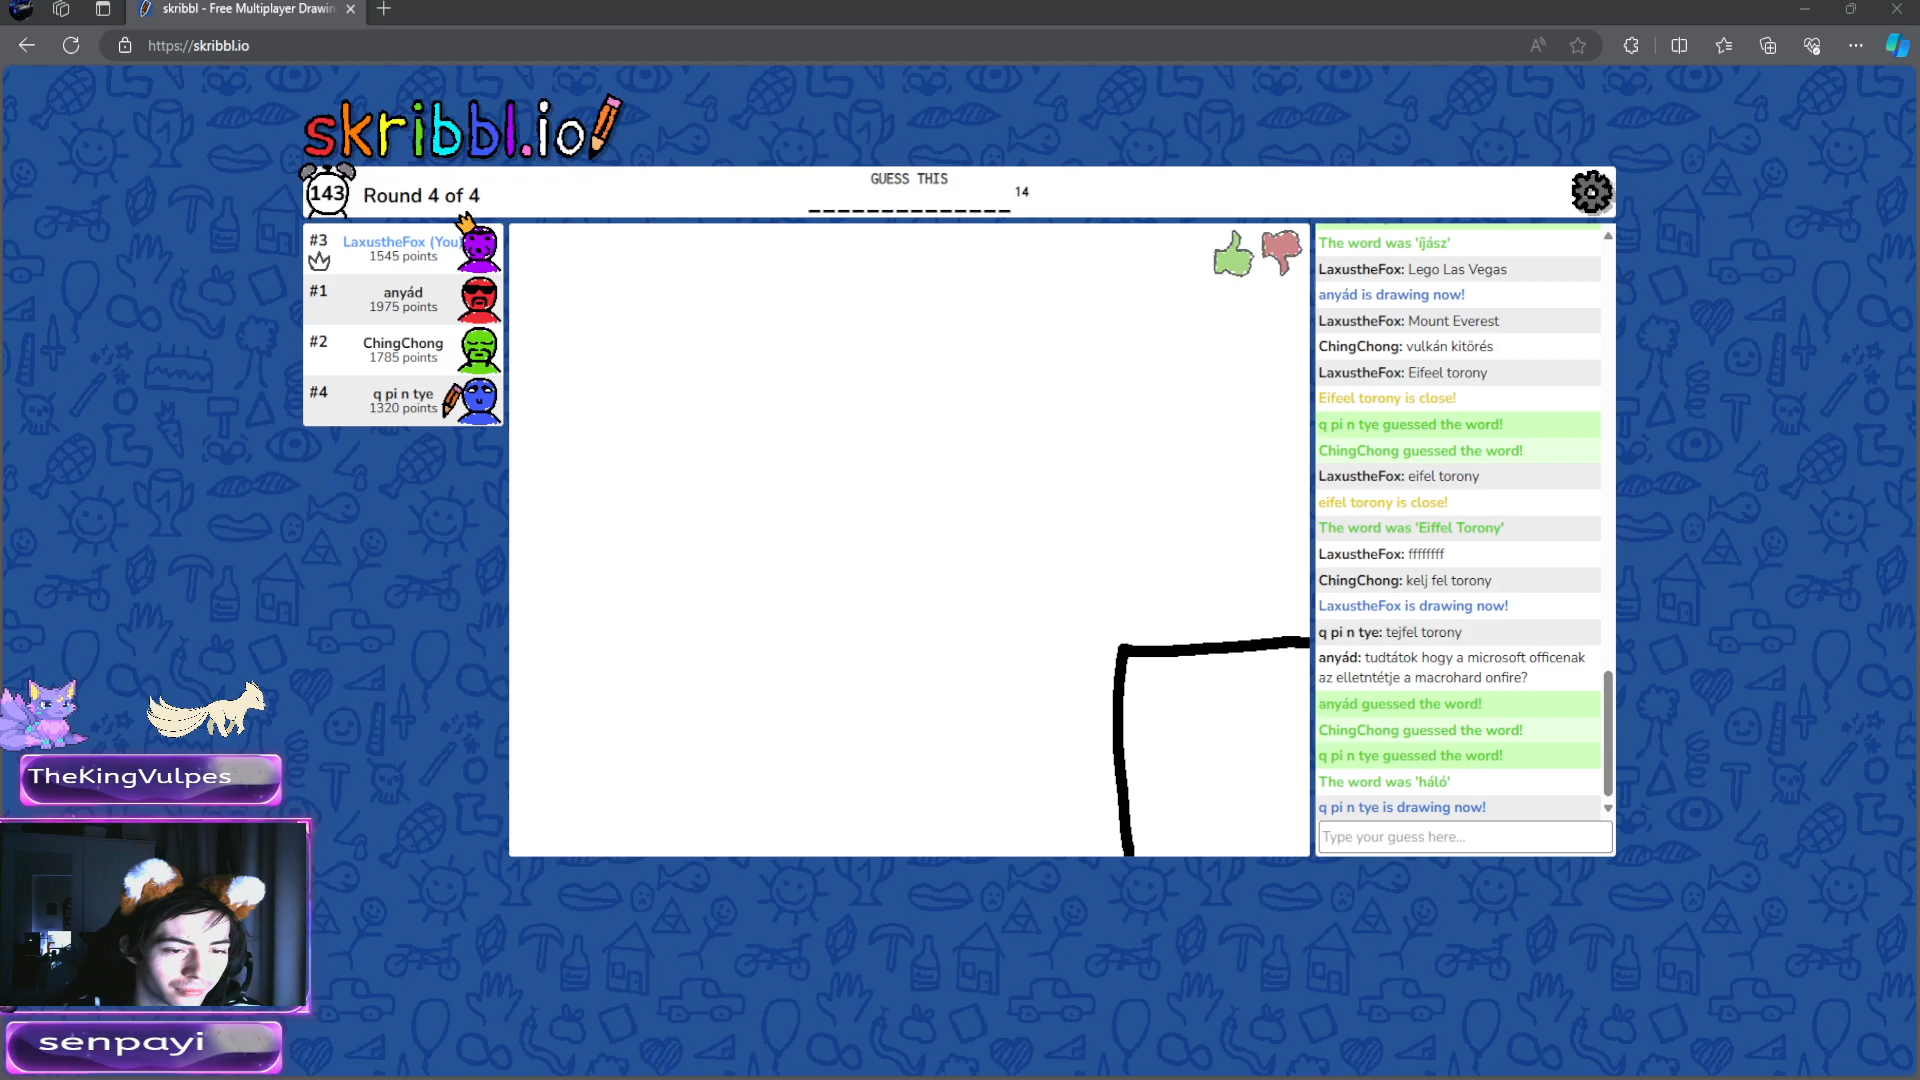 skribbl - Free Multiplayer Drawin
https://skribbl.io
skribbl.io
143
Round 4 of 4
GUESS THIS
______________ 14
#3 LaxustheFox (You)
1545 points
#1 anyád
1975 points
#2 ChingChong
1785 points
#4 q pi n tye
1320 points
The word was 'íjász'
LaxustheFox: Lego Las Vegas
anyád is drawing now!
LaxustheFox: Mount Everest
ChingChong: vulkán kitörés
LaxustheFox: Eifeel torony
Eifeel torony is close!
q pi n tye guessed the word!
ChingChong guessed the word!
LaxustheFox: eifel torony
eifel torony is close!
The word was 'Eiffel Torony'
LaxustheFox: ffffffff
ChingChong: kelj fel torony
LaxustheFox is drawing now!
q pi n tye: tejfel torony
anyád: tudtátok hogy a microsoft officenak
az elletntétje a macrohard onfire?
anyád guessed the word!
ChingChong guessed the word!
q pi n tye guessed the word!
The word was 'háló'
q pi n tye is drawing now!
Type your guess here...
TheKingVulpes
senpayi